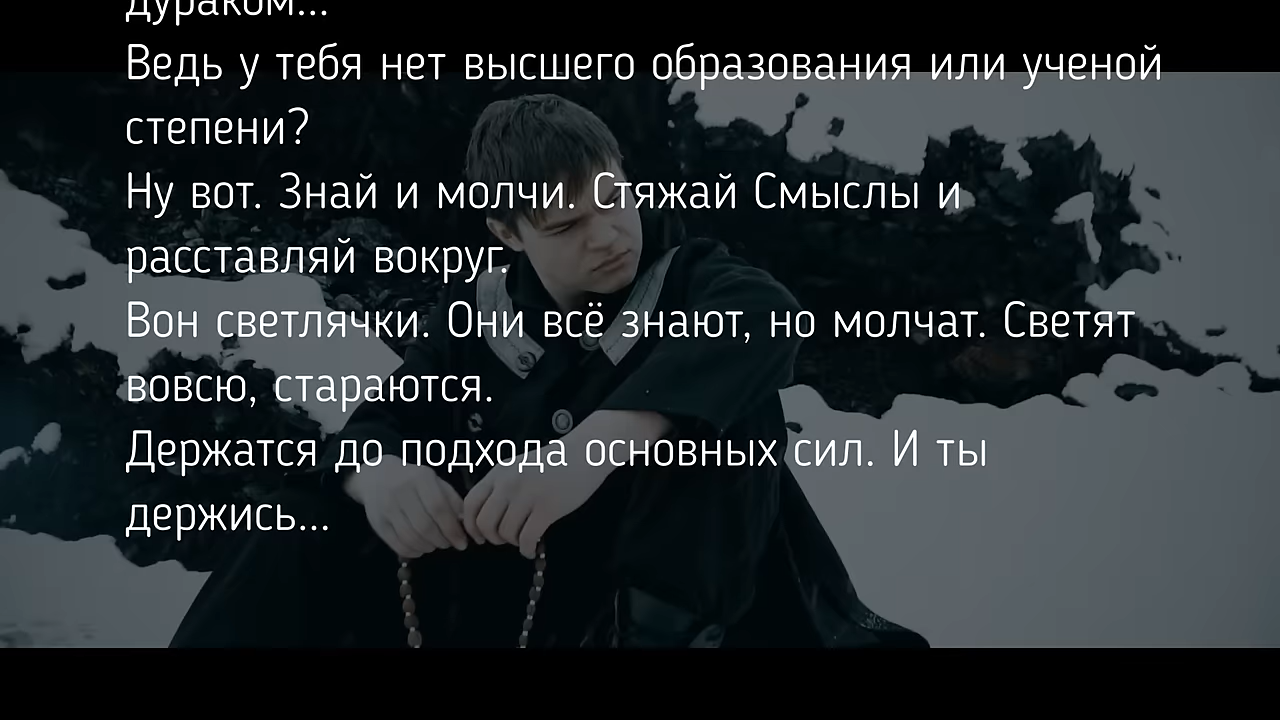 дураком...
Ведь у тебя нет высшего образования или ученой
степени?
Ну вот. Знай и молчи. Стяжай Смыслы и
расставляй вокруг.
Вон светлячки. Они всё знают, но молчат. Светят
вовсю, стараются.
Держатся до подхода основных сил. И ты
держись...